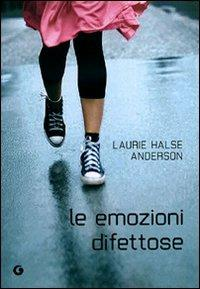 LAURIE HALSE
ANDERSON
le emozioni
difettose
G